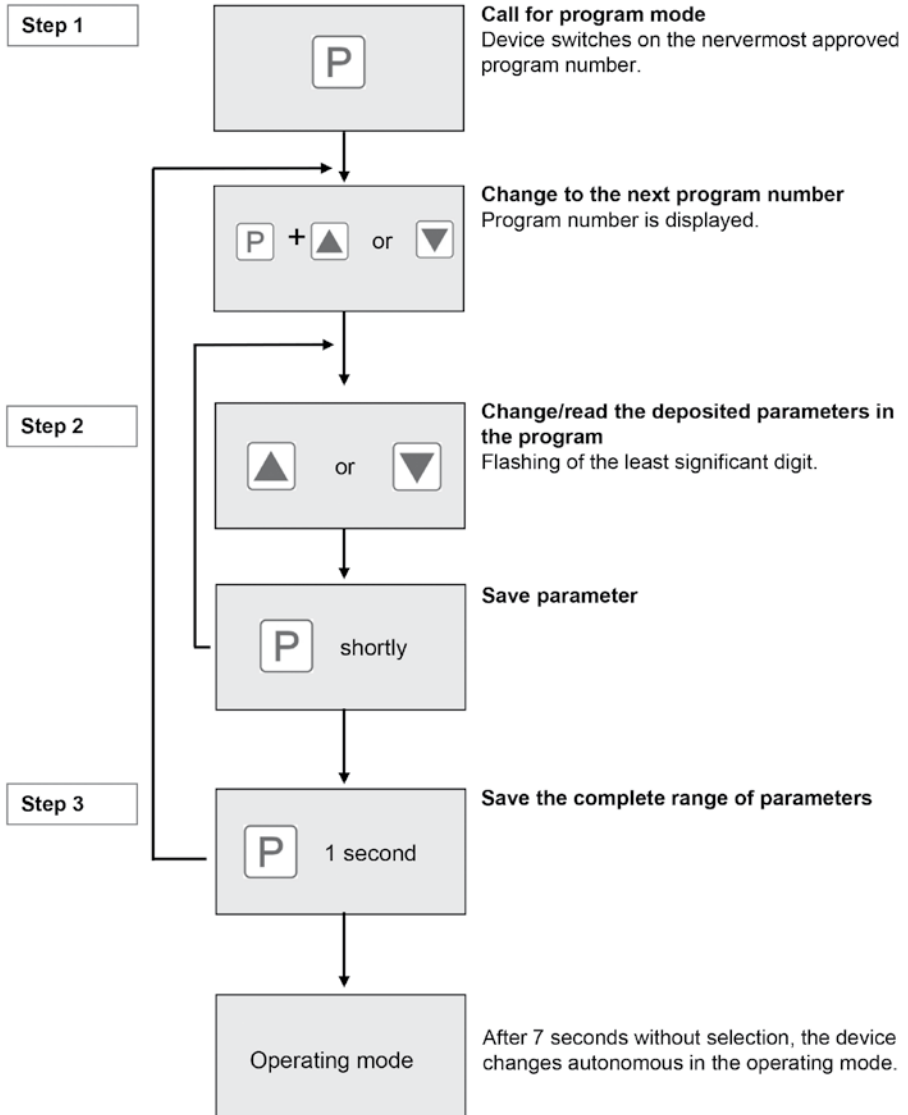 Step 1
Call for program mode
Device switches on the nervermost approved
program number.
P
Change to the next program number
Program number is displayed.
P + ▲ or ▼
Step 2
Change/read the deposited parameters in
the program
Flashing of the least significant digit.
▲ or ▼
Save parameter
P shortly
Step 3
Save the complete range of parameters
P 1 second
Operating mode
After 7 seconds without selection, the device
changes autonomous in the operating mode.